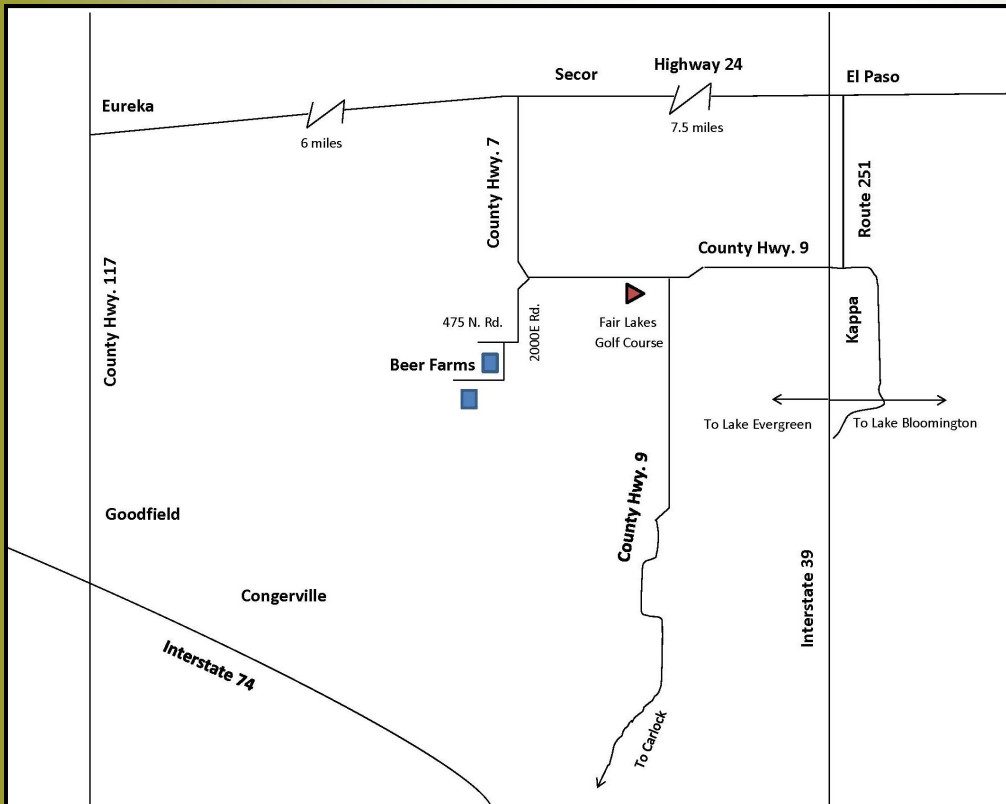 Secor
Highway 24
El Paso
Eureka
6 miles
7.5 miles
County Hwy. 7
Route 251
County Hwy. 9
County Hwy. 117
475 N. Rd.
2000E Rd.
Fair Lakes
Golf Course
Kappa
Beer Farms
To Lake Evergreen
To Lake Bloomington
County Hwy. 9
Goodfield
Congerville
Interstate 39
Interstate 74
To Carlock